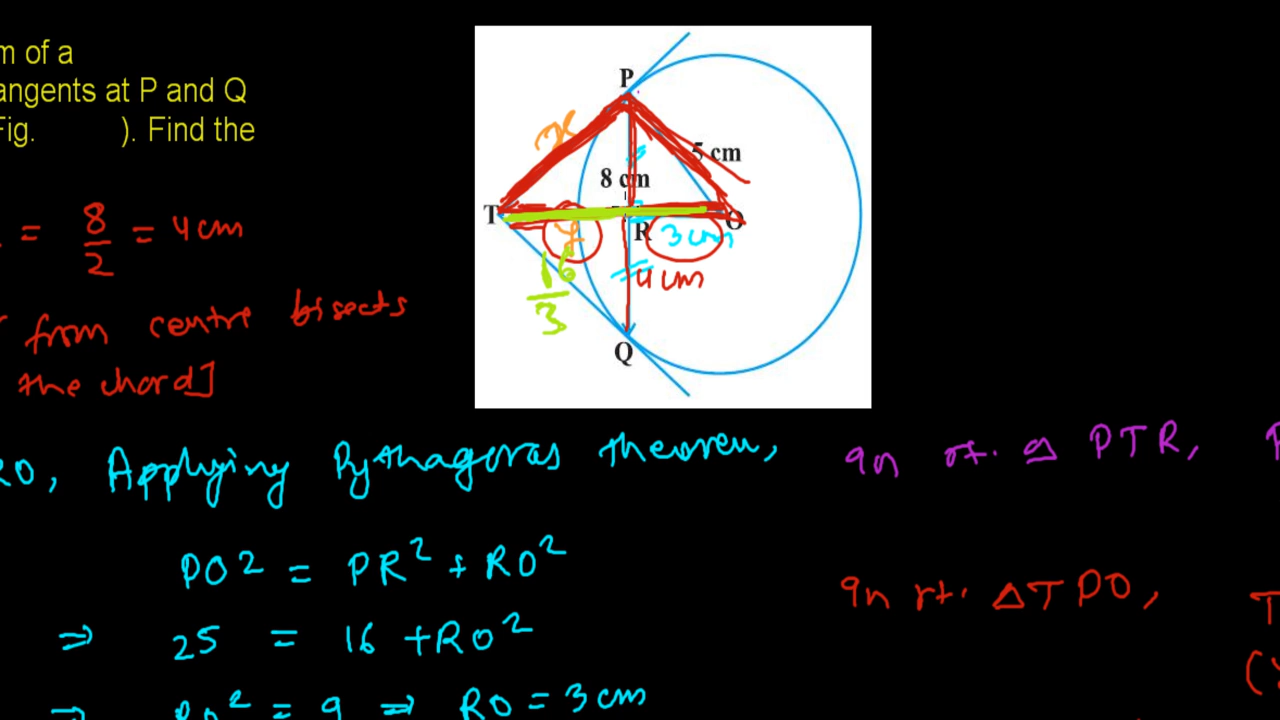 m of a
angents at P and Q
Fig. ). Find the
P
x
5 cm
8 cm
T
O
R
y
3 cm
16
3
4 cm
Q
= 8/2 = 4 cm
from centre bisects
the chord]
RO, Applying Pythagoras theorem,
PO² = PR² + RO²
⇒ 25 = 16 + RO²
⇒ RO² = 9 ⇒ RO = 3 cm
In rt. △ PTR,
In rt. △TPO,
T